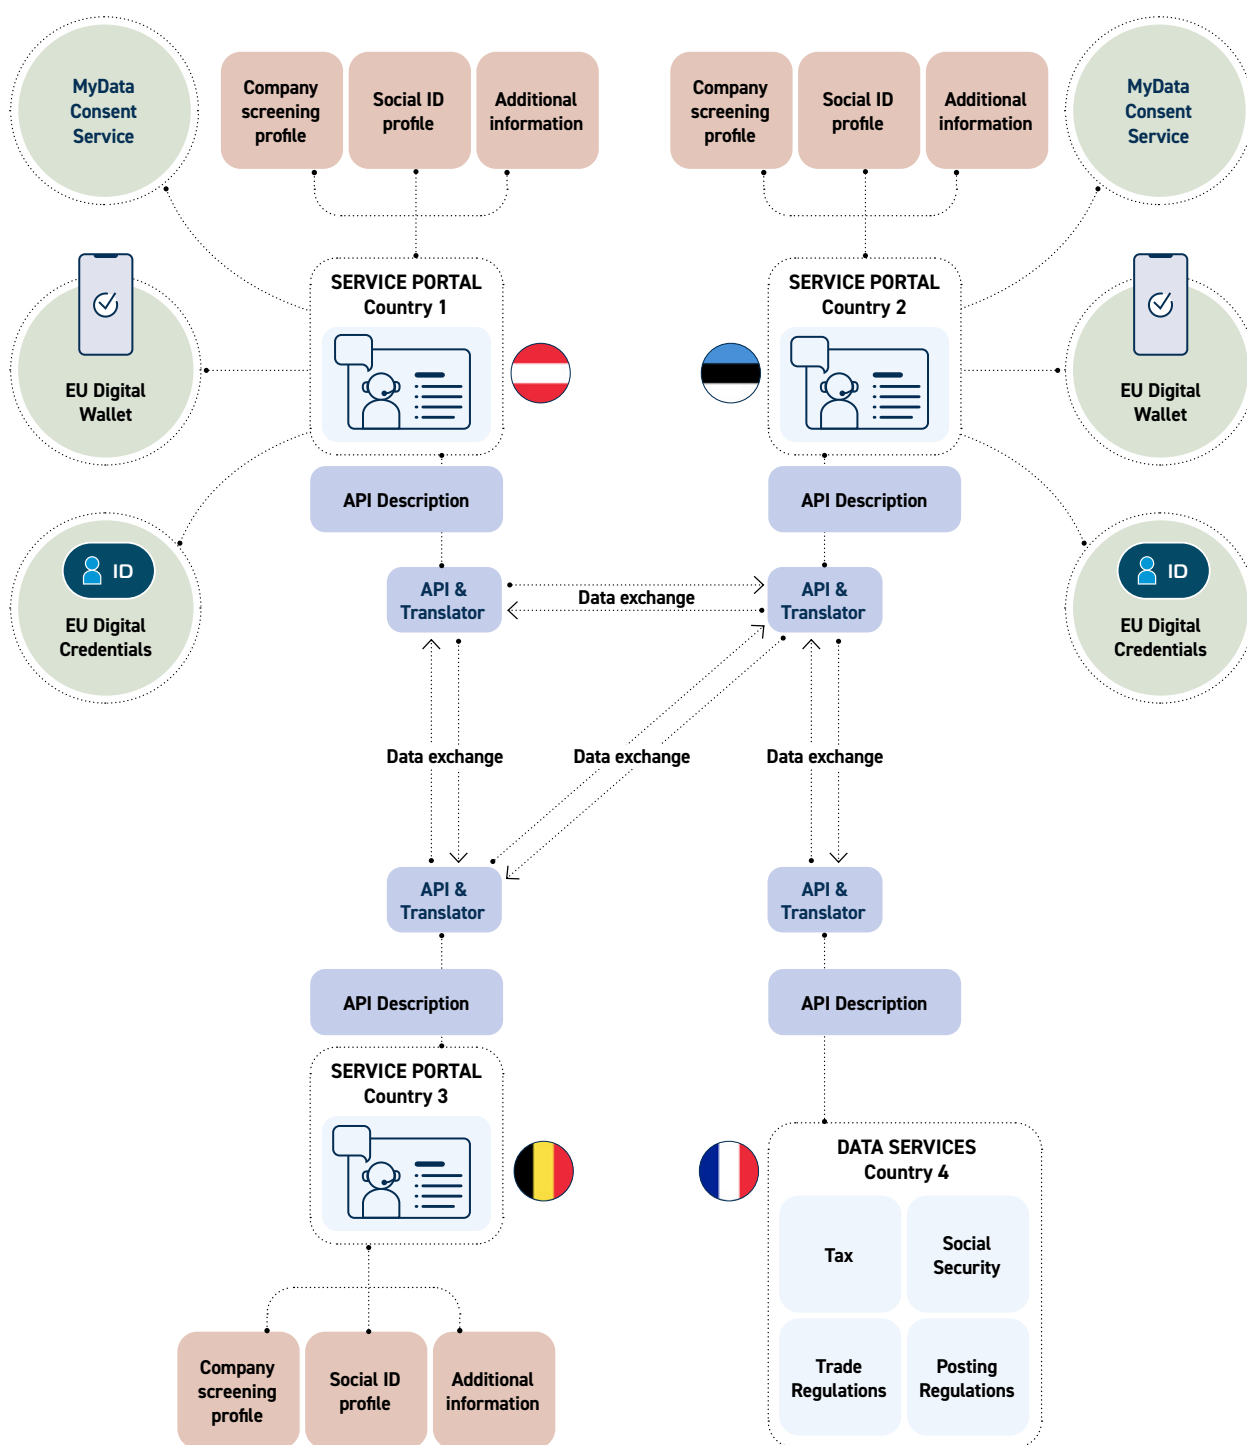 MyData
Consent
Service
Company
screening
profile
Social ID
profile
Additional
information
Company
screening
profile
Social ID
profile
Additional
information
MyData
Consent
Service
SERVICE PORTAL
Country 1
SERVICE PORTAL
Country 2
EU Digital
Wallet
EU Digital
Wallet
API Description
API Description
ID
EU Digital
Credentials
API &
Translator
Data exchange
API &
Translator
ID
EU Digital
Credentials
Data exchange
Data exchange
Data exchange
API &
Translator
API &
Translator
API Description
API Description
SERVICE PORTAL
Country 3
DATA SERVICES
Country 4
Tax
Social
Security
Trade
Regulations
Posting
Regulations
Company
screening
profile
Social ID
profile
Additional
information